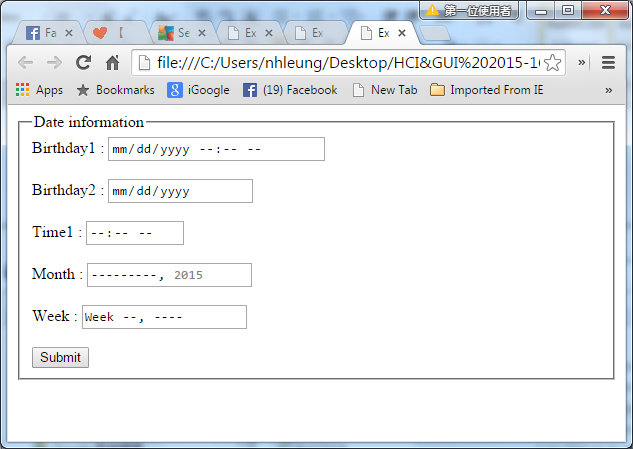 第一位使用者
Fa
【
Se
Ex
Ex
Ex
file:///C:/Users/nhleung/Desktop/HCI&GUI%202015-16
Apps
Bookmarks
iGoogle
(19) Facebook
New Tab
Imported From IE
»
Date information
Birthday1 : mm/dd/yyyy --:-- --
Birthday2 : mm/dd/yyyy
Time1 : --:-- --
Month : ---------, 2015
Week : Week --, ----
Submit